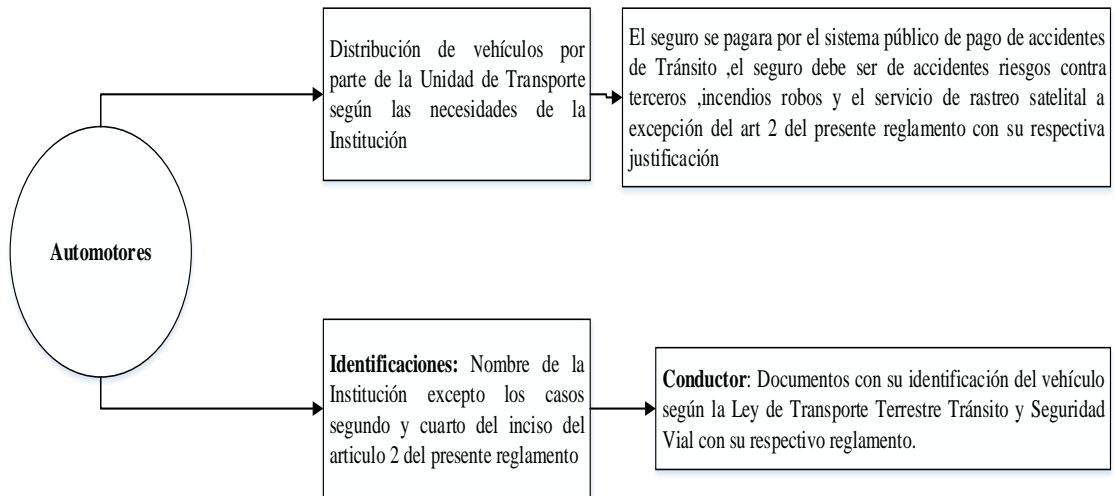 Distribución de vehículos por
parte de la Unidad de Transporte
según las necesidades de la
Institución
El seguro se pagara por el sistema público de pago de accidentes
de Tránsito ,el seguro debe ser de accidentes riesgos contra
terceros ,incendios robos y el servicio de rastreo satelital a
excepción del art 2 del presente reglamento con su respectiva
justificación
Automotores
Identificaciones: Nombre de la
Institución excepto los casos
segundo y cuarto del inciso del
articulo 2 del presente reglamento
Conductor: Documentos con su identificación del vehículo
según la Ley de Transporte Terrestre Tránsito y Seguridad
Vial con su respectivo reglamento.